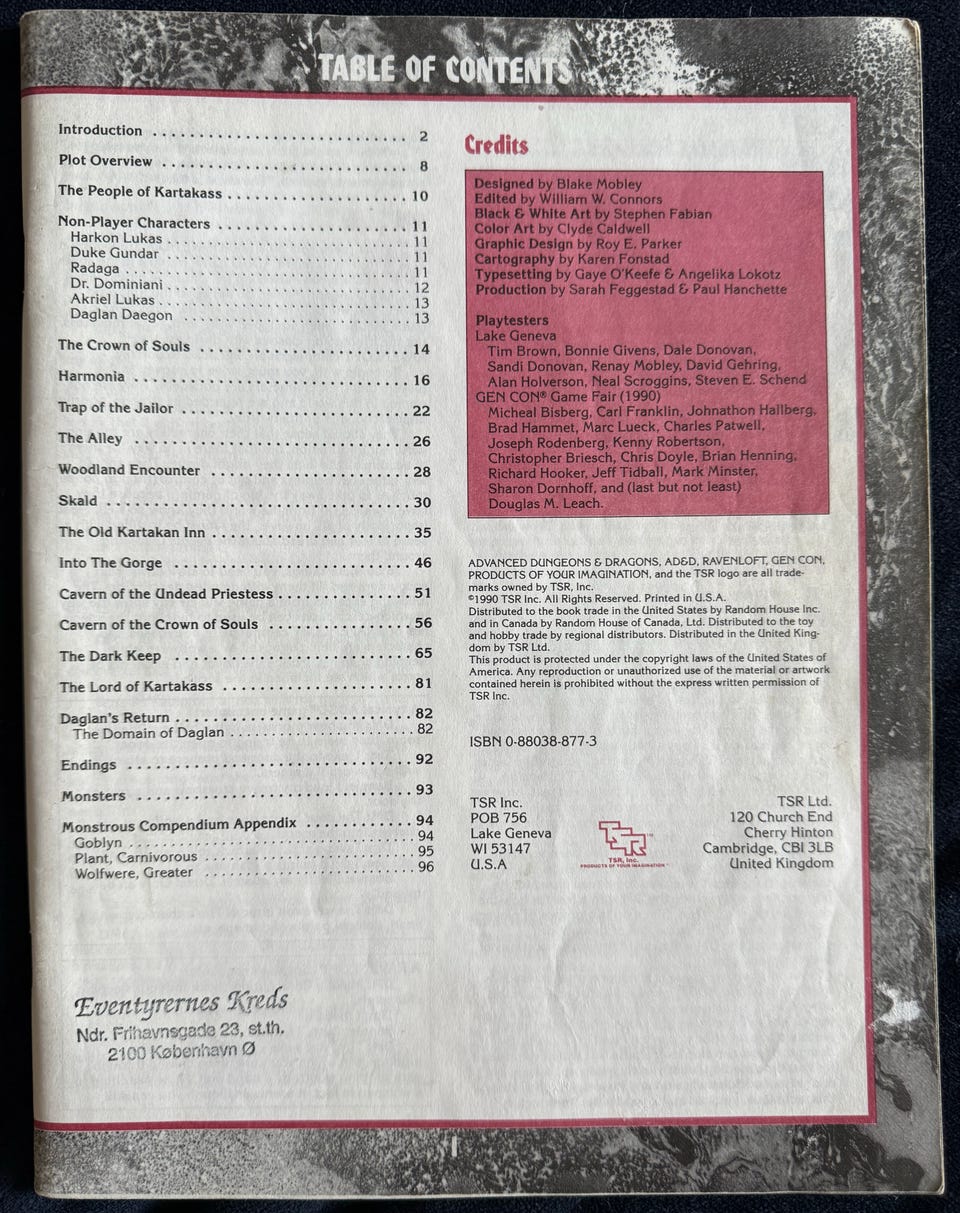 TABLE OF CONTENTS
Introduction ............................ 2
Plot Overview ............................ 8
The People of Kartakass ............................ 10
Non-Player Characters ............................ 11
Harkon Lukas ............................ 11
Duke Gundar ............................ 11
Radaga ............................ 11
Dr. Dominiani ............................ 12
Akriel Lukas ............................ 13
Daglan Daegon ............................ 13
The Crown of Souls ............................ 14
Harmonia ............................ 16
Trap of the Jailor ............................ 22
The Alley ............................ 26
Woodland Encounter ............................ 28
Skald ............................ 30
The Old Kartakan Inn ............................ 35
Into The Gorge ............................ 46
Cavern of the Undead Priestess ............................ 51
Cavern of the Crown of Souls ............................ 56
The Dark Keep ............................ 65
The Lord of Kartakass ............................ 81
Daglan's Return ............................ 82
The Domain of Daglan ............................ 82
Endings ............................ 92
Monsters ............................ 93
Monstrous Compendium Appendix ............................ 94
Goblyn ............................ 94
Plant, Carnivorous ............................ 95
Wolfwere, Greater ............................ 96
Eventyrernes Kreds
Ndr. Frihavnsgade 23, st.th.
2100 København Ø
Credits
Designed by Blake Mobley
Edited by William W. Connors
Black & White Art by Stephen Fabian
Color Art by Clyde Caldwell
Graphic Design by Roy E. Parker
Cartography by Karen Fonstad
Typesetting by Gaye O'Keefe & Angelika Lokotz
Production by Sarah Feggestad & Paul Hanchette
Playtesters
Lake Geneva
Tim Brown, Bonnie Givens, Dale Donovan,
Sandi Donovan, Renay Mobley, David Gehring,
Alan Holverson, Neal Scroggins, Steven E. Schend
GEN CON® Game Fair (1990)
Micheal Bisberg, Carl Franklin, Johnathon Hallberg,
Brad Hammet, Marc Lueck, Charles Patwell,
Joseph Rodenberg, Kenny Robertson,
Christopher Briesch, Chris Doyle, Brian Henning,
Richard Hooker, Jeff Tidball, Mark Minster,
Sharon Dornhoff, and (last but not least)
Douglas M. Leach.
ADVANCED DUNGEONS & DRAGONS, AD&D, RAVENLOFT, GEN CON,
PRODUCTS OF YOUR IMAGINATION, and the TSR logo are all trade-
marks owned by TSR, Inc.
©1990 TSR Inc. All Rights Reserved. Printed in U.S.A.
Distributed to the book trade in the United States by Random House Inc.
and in Canada by Random House of Canada, Ltd. Distributed to the toy
and hobby trade by regional distributors. Distributed in the United King-
dom by TSR Ltd.
This product is protected under the copyright laws of the United States of
America. Any reproduction or unauthorized use of the material or artwork
contained herein is prohibited without the express written permission of
TSR Inc.
ISBN 0-88038-877-3
TSR Inc.
POB 756
Lake Geneva
WI 53147
U.S.A
TSR™
TSR, Inc.
PRODUCTS OF YOUR IMAGINATION™
TSR Ltd.
120 Church End
Cherry Hinton
Cambridge, CBI 3LB
United Kingdom
1